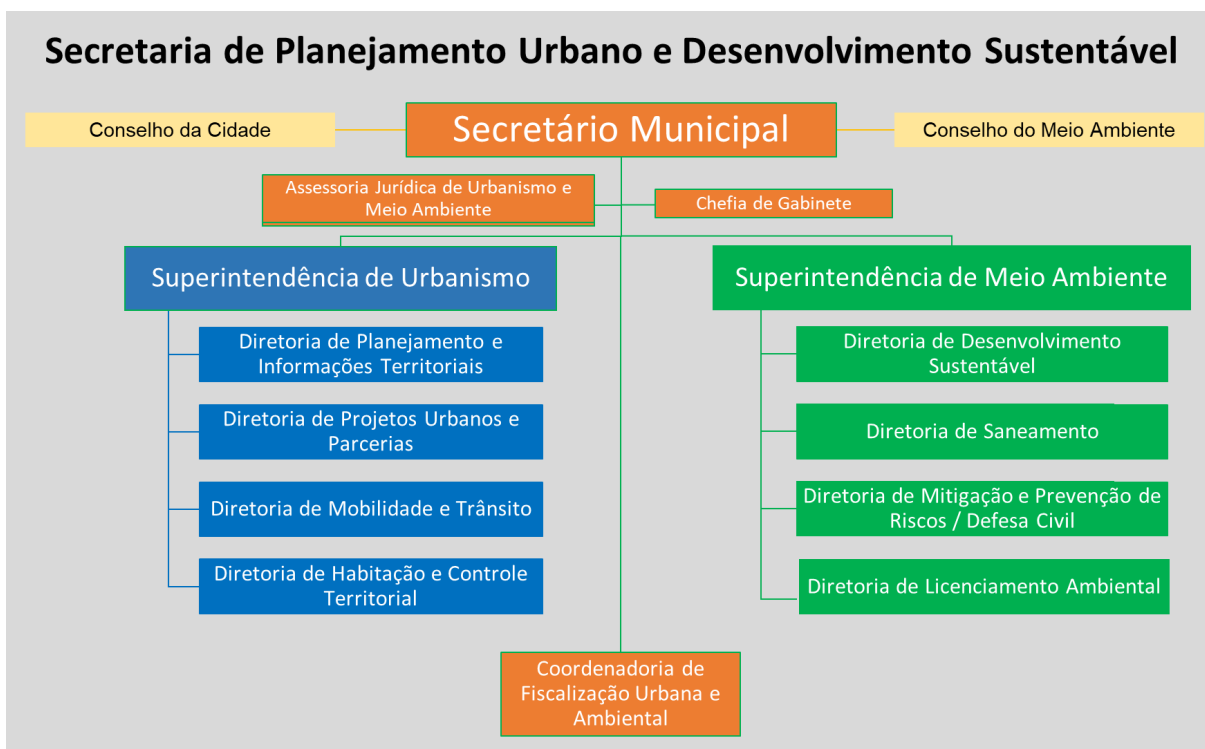 Secretaria de Planejamento Urbano e Desenvolvimento Sustentável
Conselho da Cidade
Secretário Municipal
Conselho do Meio Ambiente
Assessoria Jurídica de Urbanismo e
Meio Ambiente
Chefia de Gabinete
Superintendência de Urbanismo
Diretoria de Planejamento e
Informações Territoriais
Diretoria de Projetos Urbanos e
Parcerias
Diretoria de Mobilidade e Trânsito
Diretoria de Habitação e Controle
Territorial
Superintendência de Meio Ambiente
Diretoria de Desenvolvimento
Sustentável
Diretoria de Saneamento
Diretoria de Mitigação e Prevenção de
Riscos / Defesa Civil
Diretoria de Licenciamento Ambiental
Coordenadoria de
Fiscalização Urbana e
Ambiental